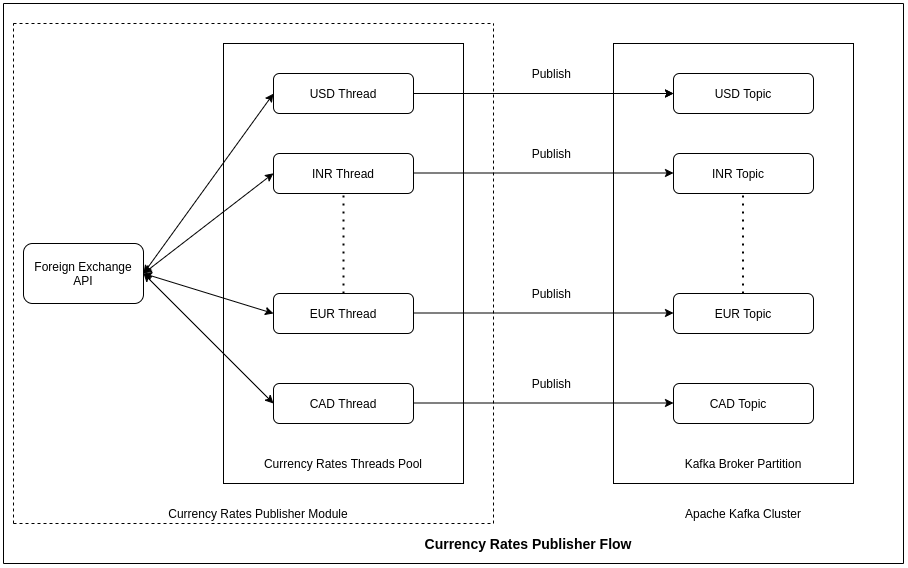 Publish
USD Thread
USD Topic
Publish
INR Thread
INR Topic
Foreign Exchange
API
Publish
EUR Thread
EUR Topic
Publish
CAD Thread
CAD Topic
Currency Rates Threads Pool
Kafka Broker Partition
Currency Rates Publisher Module
Apache Kafka Cluster
Currency Rates Publisher Flow